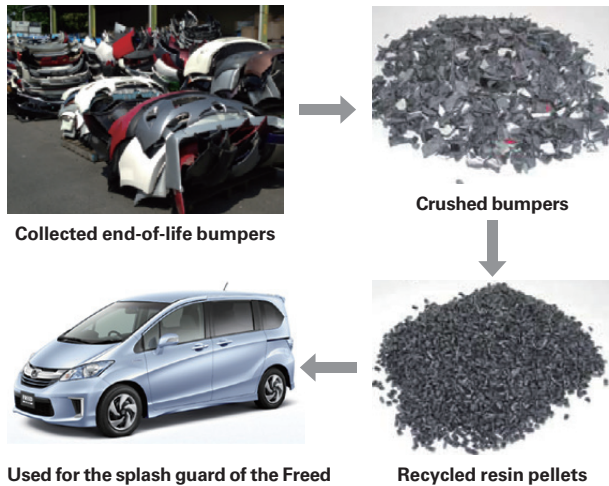 Collected end-of-life bumpers
Crushed bumpers
Used for the splash guard of the Freed
Recycled resin pellets